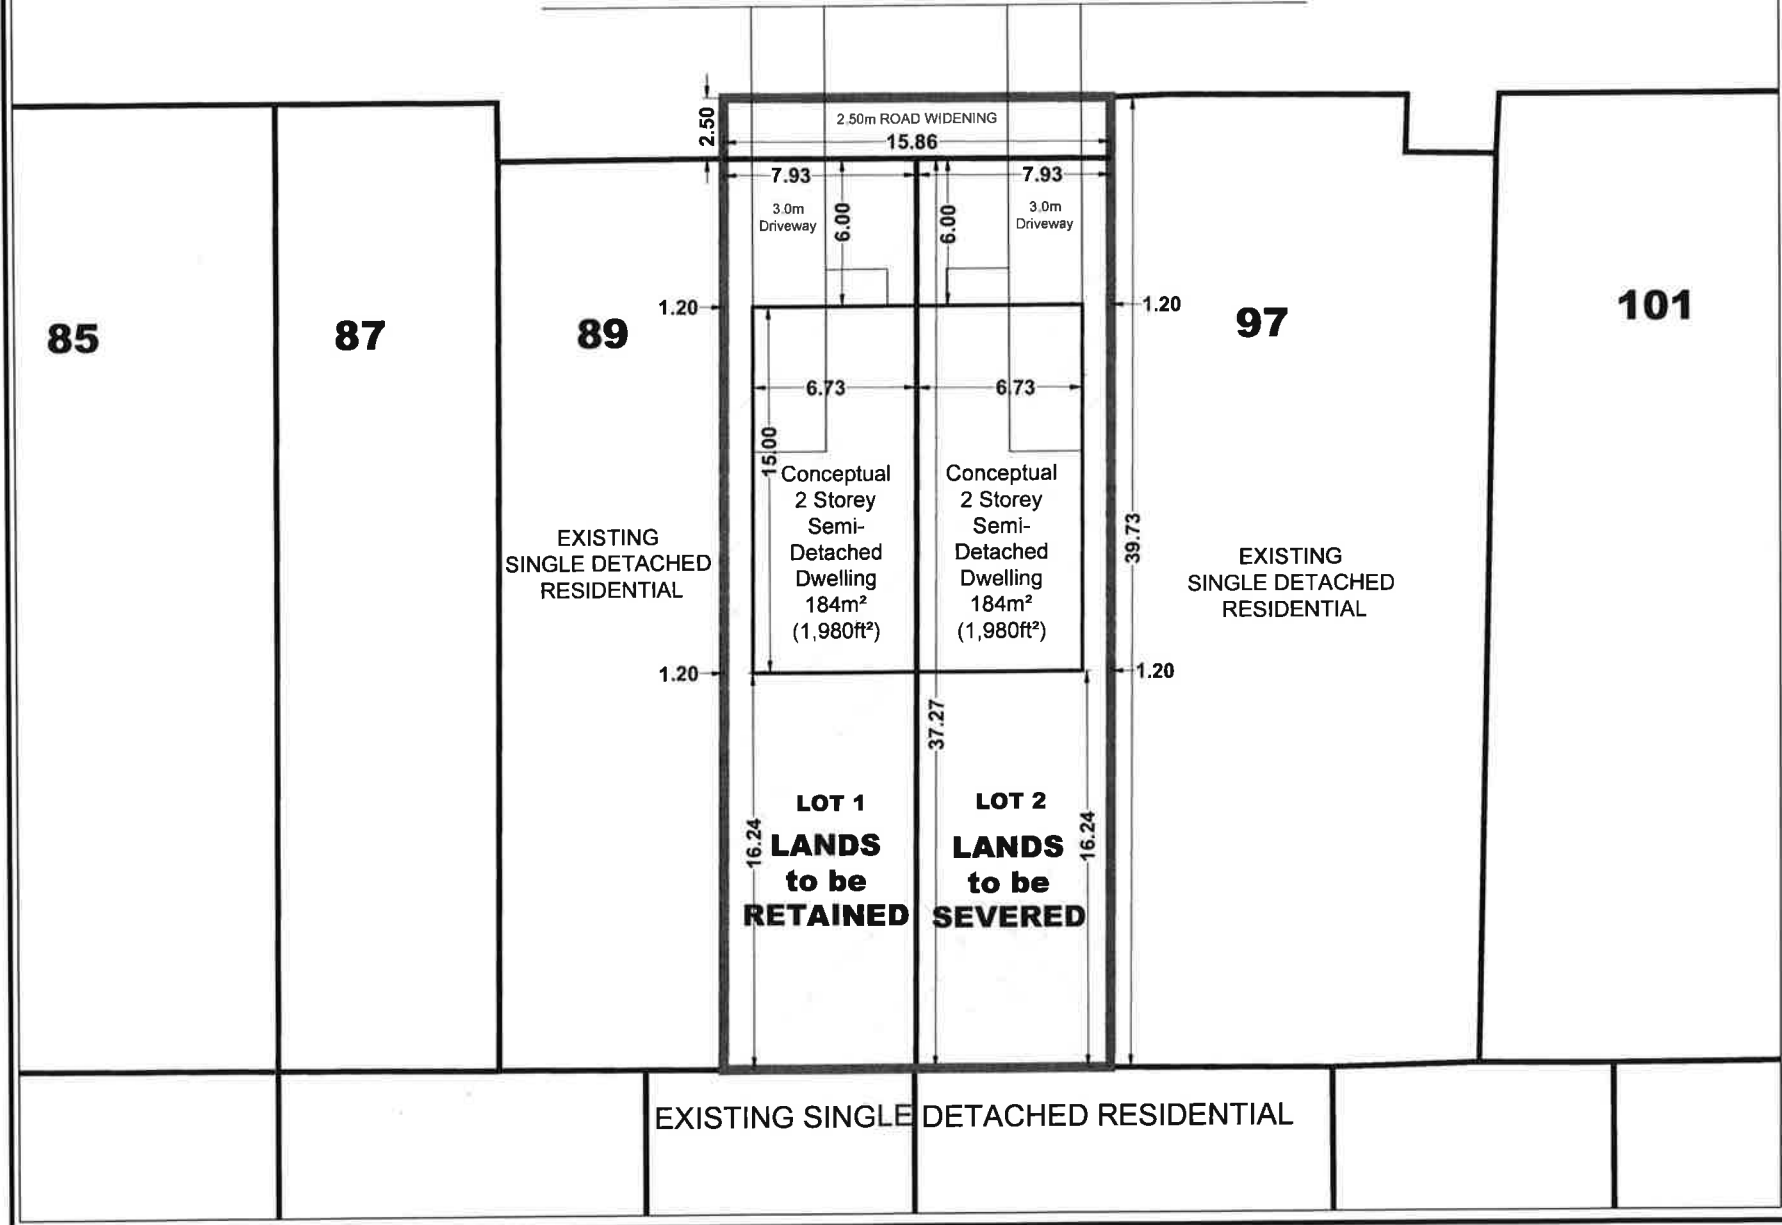 2.50
2.50m ROAD WIDENING
15.86
7.93
7.93
3.0m
Driveway
6.00
6.00
3.0m
Driveway
1.20
1.20
85
87
89
97
101
6.73
6.73
15.00
Conceptual
2 Storey
Semi-
Detached
Dwelling
184m²
(1,980ft²)
Conceptual
2 Storey
Semi-
Detached
Dwelling
184m²
(1,980ft²)
39.73
EXISTING
SINGLE DETACHED
RESIDENTIAL
EXISTING
SINGLE DETACHED
RESIDENTIAL
1.20
1.20
37.27
16.24
LOT 1
LANDS
to be
RETAINED
LOT 2
LANDS
to be
SEVERED
16.24
EXISTING SINGLE DETACHED RESIDENTIAL